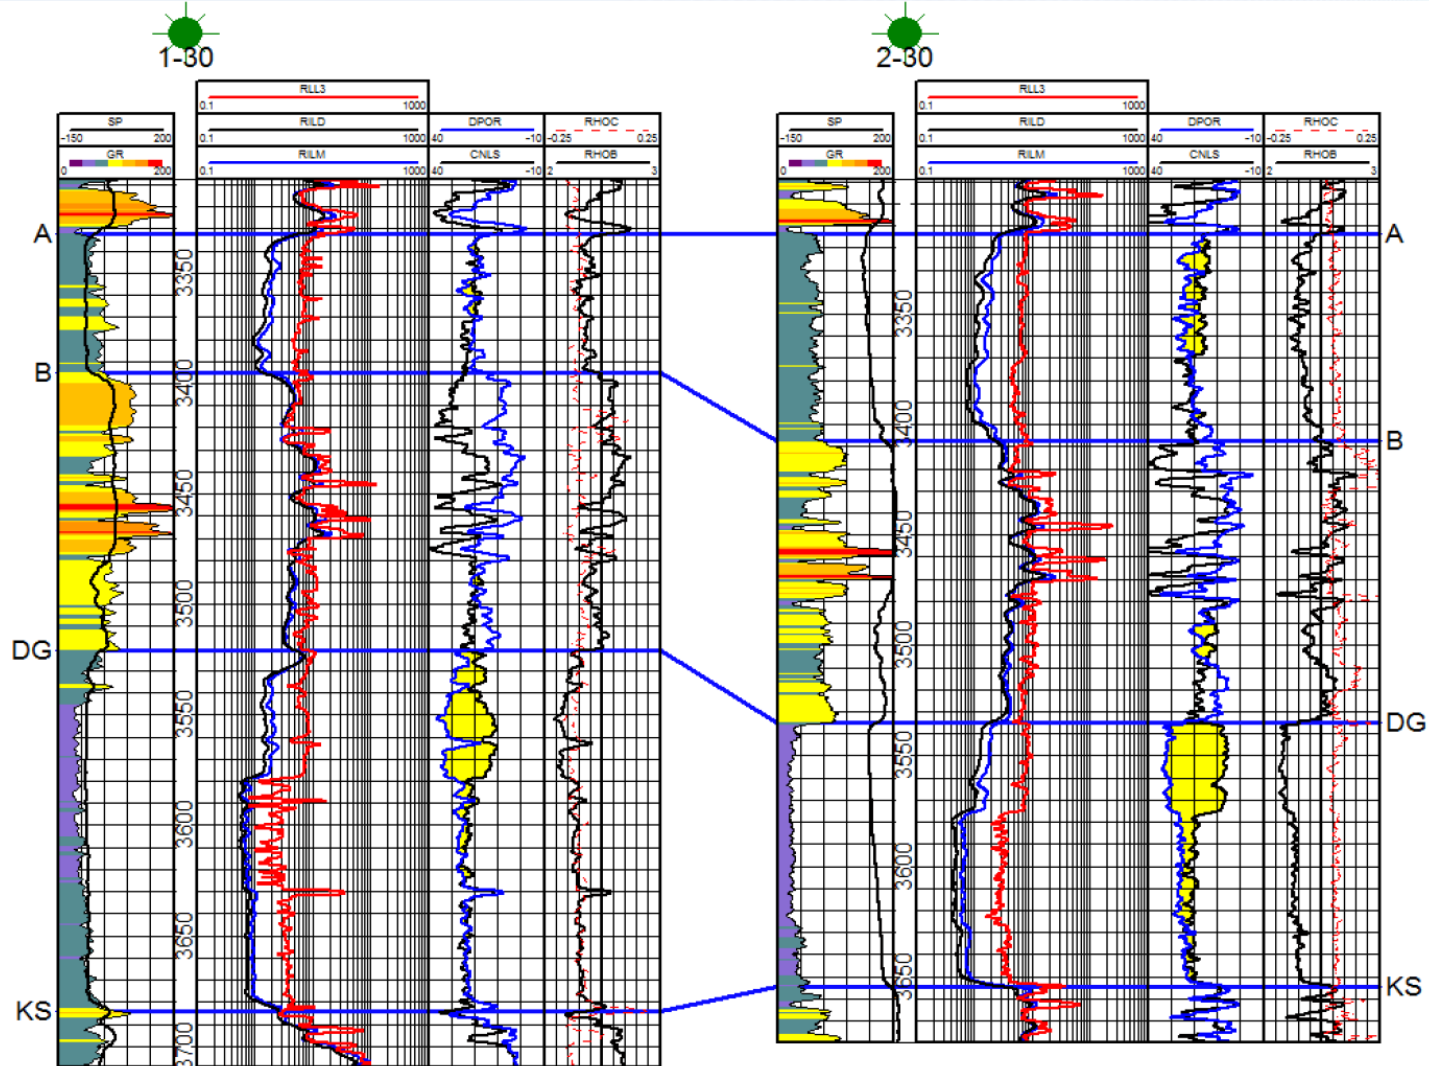 1-30 2-30
RLL3 RLL3
0.1 1000 0.1 1000
SP RILD DPOR RHOC SP RILD DPOR RHOC
-150 200 0.1 1000 40 -10 -0.25 0.25 -150 200 0.1 1000 40 -10 -0.25 0.25
GR RILM CNLS RHOB GR RILM CNLS RHOB
0 200 0.1 1000 40 -10 2 3 0 200 0.1 1000 40 -10 2 3
A A
3350 3350
B B
3400 3400
3450 3450
3500 3500
DG DG
3550 3550
3600 3600
3650 3650
KS KS
3700